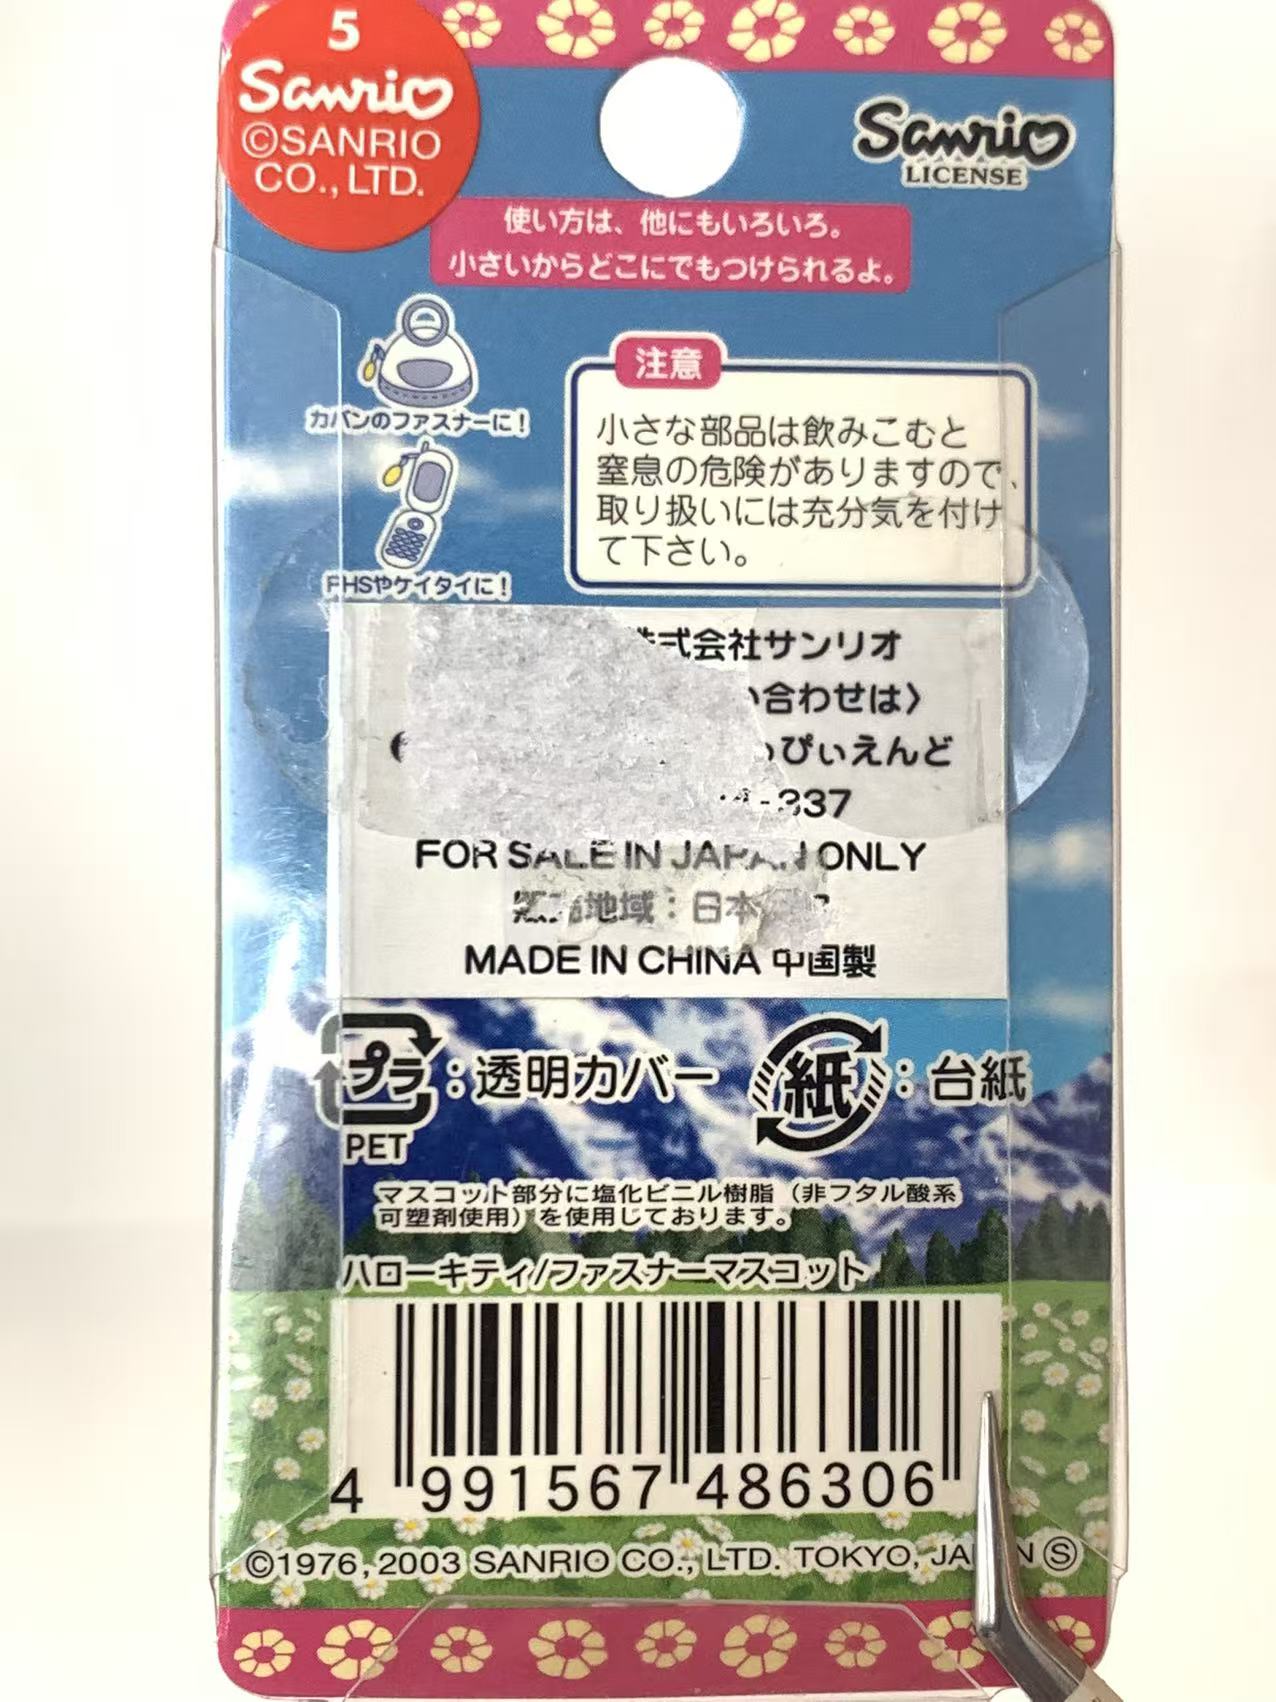 5
Sanrio
©SANRIO
CO., LTD.
Sanrio
LICENSE
使い方は、他にもいろいろ。
小さいからどこにでもつけられるよ。
カバンのファスナーに!
PHSやケイタイに!
注意
小さな部品は飲みこむと
窒息の危険がありますので、
取り扱いには充分気を付け
て下さい。
株式会社サンリオ
合わせは〉
ぴぃえんど
-337
FOR SALE IN JAPAN ONLY
地域:日本
MADE IN CHINA 中国製
プラ:透明カバー
PET
紙:台紙
マスコット部分に塩化ビニル樹脂(非フタル酸系
可塑剤使用)を使用しております。
ハローキティ/ファスナーマスコット
4 991567 486306
©1976, 2003 SANRIO CO., LTD. TOKYO, JAPAN Ⓢ